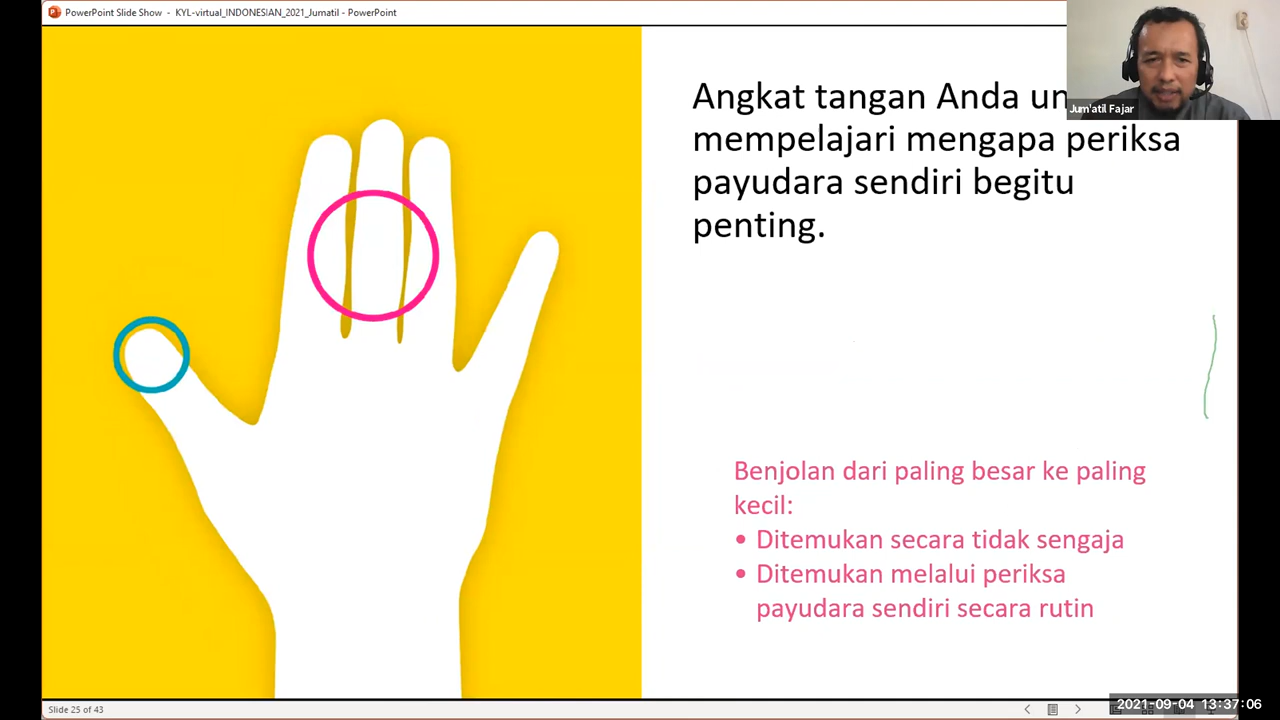 PowerPoint Slide Show - KYL-virtual_INDONESIAN_2021_Jumatil - PowerPoint
Jum'atil Fajar
Angkat tangan Anda
mempelajari mengapa periksa
payudara sendiri begitu
penting.
Benjolan dari paling besar ke paling
kecil:
• Ditemukan secara tidak sengaja
• Ditemukan melalui periksa
payudara sendiri secara rutin
Slide 25 of 43
2021-09-04 13:37:06